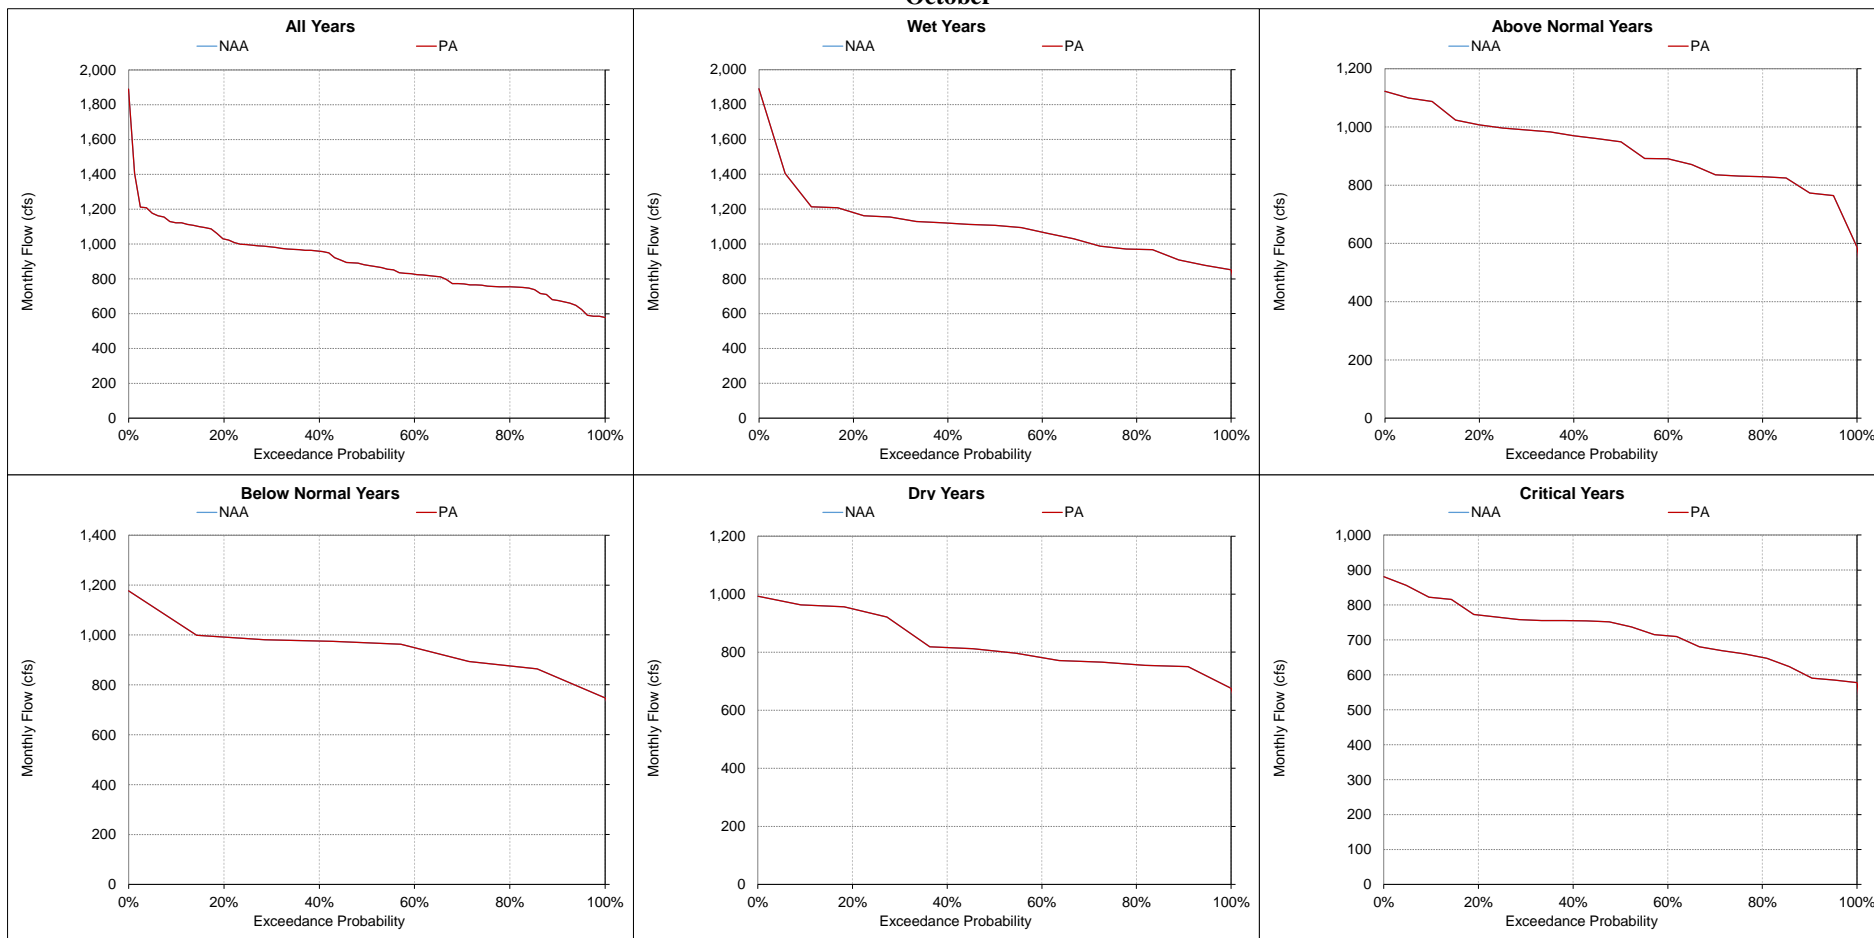 October
All Years
NAA PA
2,000
1,800
1,600
1,400
1,200
1,000
800
600
400
200
0
Monthly Flow (cfs)
0% 20% 40% 60% 80% 100%
Exceedance Probability
Wet Years
NAA PA
2,000
1,800
1,600
1,400
1,200
1,000
800
600
400
200
0
Monthly Flow (cfs)
0% 20% 40% 60% 80% 100%
Exceedance Probability
Above Normal Years
NAA PA
1,200
1,000
800
600
400
200
0
Monthly Flow (cfs)
0% 20% 40% 60% 80% 100%
Exceedance Probability
Below Normal Years
NAA PA
1,400
1,200
1,000
800
600
400
200
0
Monthly Flow (cfs)
0% 20% 40% 60% 80% 100%
Exceedance Probability
Dry Years
NAA PA
1,200
1,000
800
600
400
200
0
Monthly Flow (cfs)
0% 20% 40% 60% 80% 100%
Exceedance Probability
Critical Years
NAA PA
1,000
900
800
700
600
500
400
300
200
100
0
Monthly Flow (cfs)
0% 20% 40% 60% 80% 100%
Exceedance Probability